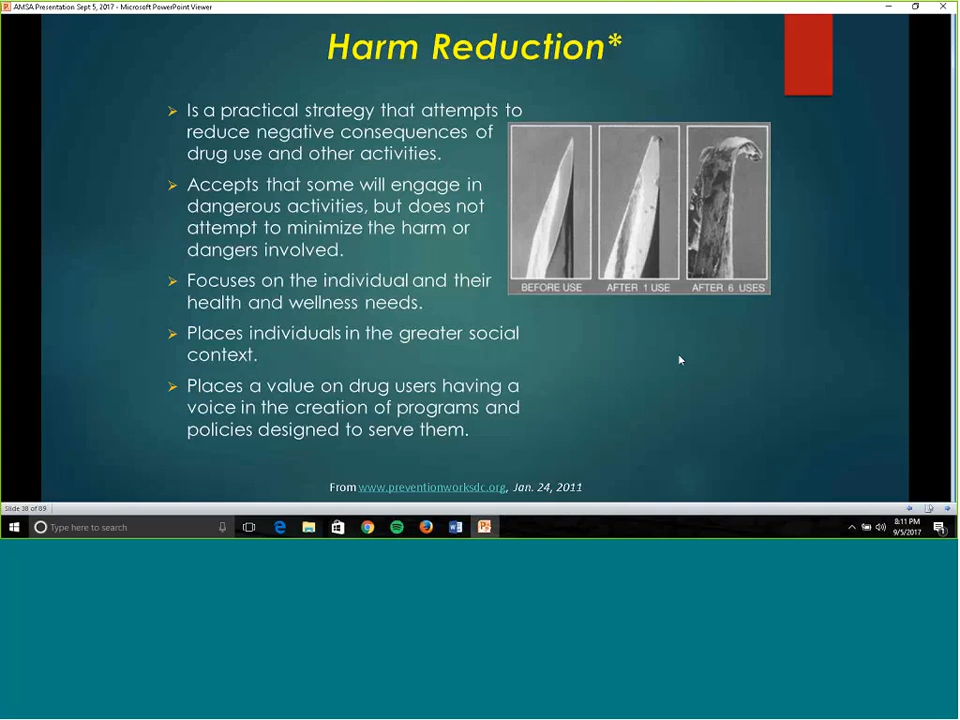 AMSA Presentation Sept 5, 2017 - Microsoft PowerPoint Viewer
Harm Reduction*
Is a practical strategy that attempts to
reduce negative consequences of
drug use and other activities.
Accepts that some will engage in
dangerous activities, but does not
attempt to minimize the harm or
dangers involved.
Focuses on the individual and their
health and wellness needs.
Places individuals in the greater social
context.
Places a value on drug users having a
voice in the creation of programs and
policies designed to serve them.
BEFORE USE
AFTER 1 USE
AFTER 6 USES
From www.preventionworksdc.org, Jan. 24, 2011
Slide 38 of 89
Type here to search
8:11 PM
9/5/2017